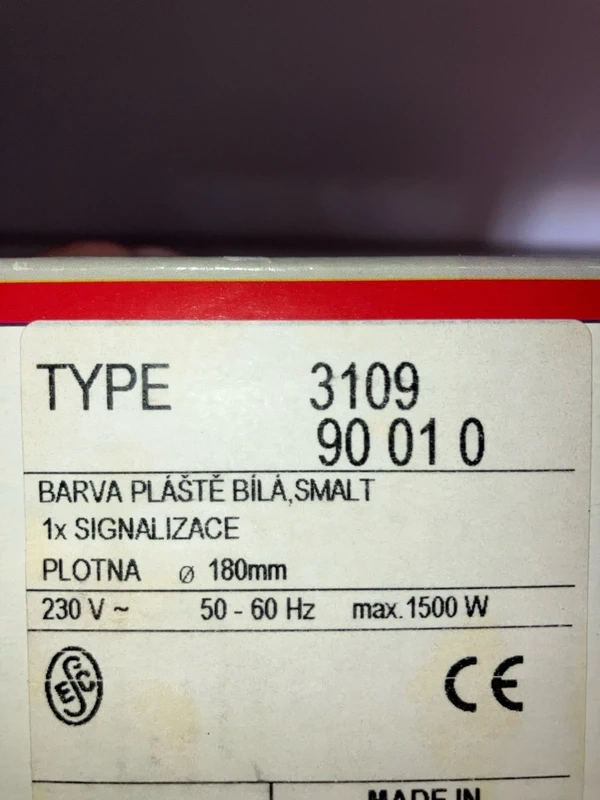 TYPE 3109
90 01 0
BARVA PLÁŠTĚ BÍLÁ,SMALT
1x SIGNALIZACE
PLOTNA ø 180mm
230 V ~ 50 - 60 Hz max.1500 W
ESČ CE
MADE IN